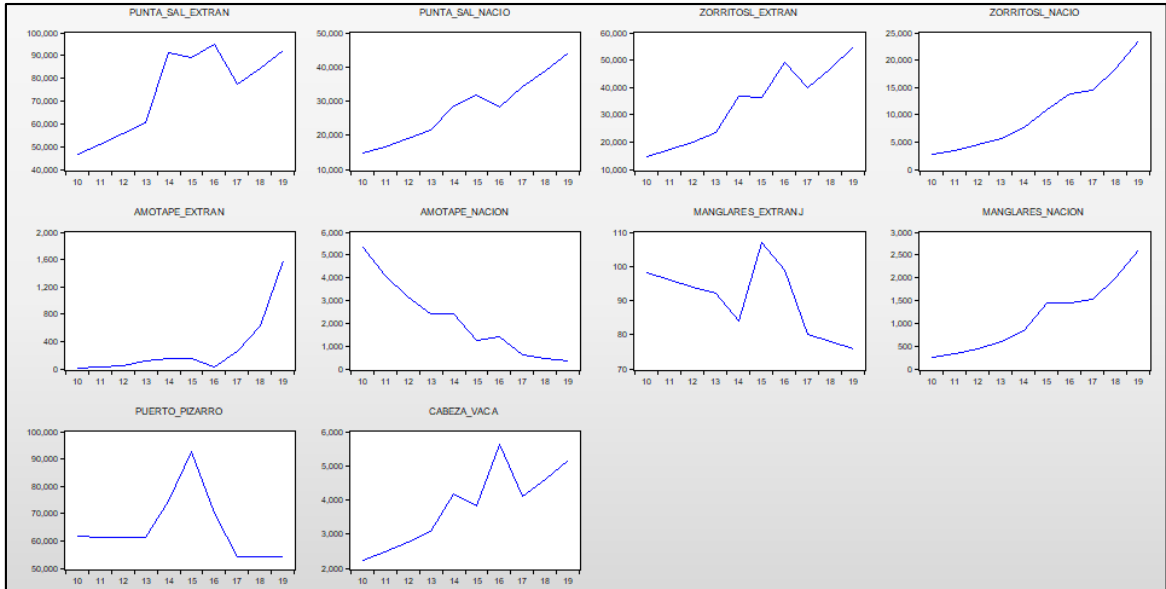 PUNTA_SAL_EXTRAN PUNTA_SAL_NACIO ZORRITOSL_EXTRAN ZORRITOSL_NACIO
100,000 50,000 60,000 25,000
90,000 50,000 20,000
80,000 40,000 40,000 15,000
70,000 30,000
60,000 30,000 10,000
50,000 20,000 20,000 5,000
40,000 10,000 10,000 0
10 11 12 13 14 15 16 17 18 19 10 11 12 13 14 15 16 17 18 19 10 11 12 13 14 15 16 17 18 19 10 11 12 13 14 15 16 17 18 19
AMOTAPE_EXTRAN AMOTAPE_NACION MANGLARES_EXTRANJ MANGLARES_NACION
2,000 6,000 110 3,000
1,600 5,000 100 2,500
1,200 4,000 2,000
800 3,000 90 1,500
400 2,000 80 1,000
1,000 500
0 0 70 0
10 11 12 13 14 15 16 17 18 19 10 11 12 13 14 15 16 17 18 19 10 11 12 13 14 15 16 17 18 19 10 11 12 13 14 15 16 17 18 19
PUERTO_PIZARRO CABEZA_VACA
100,000 6,000
90,000 5,000
80,000
70,000 4,000
60,000 3,000
50,000 2,000
10 11 12 13 14 15 16 17 18 19 10 11 12 13 14 15 16 17 18 19